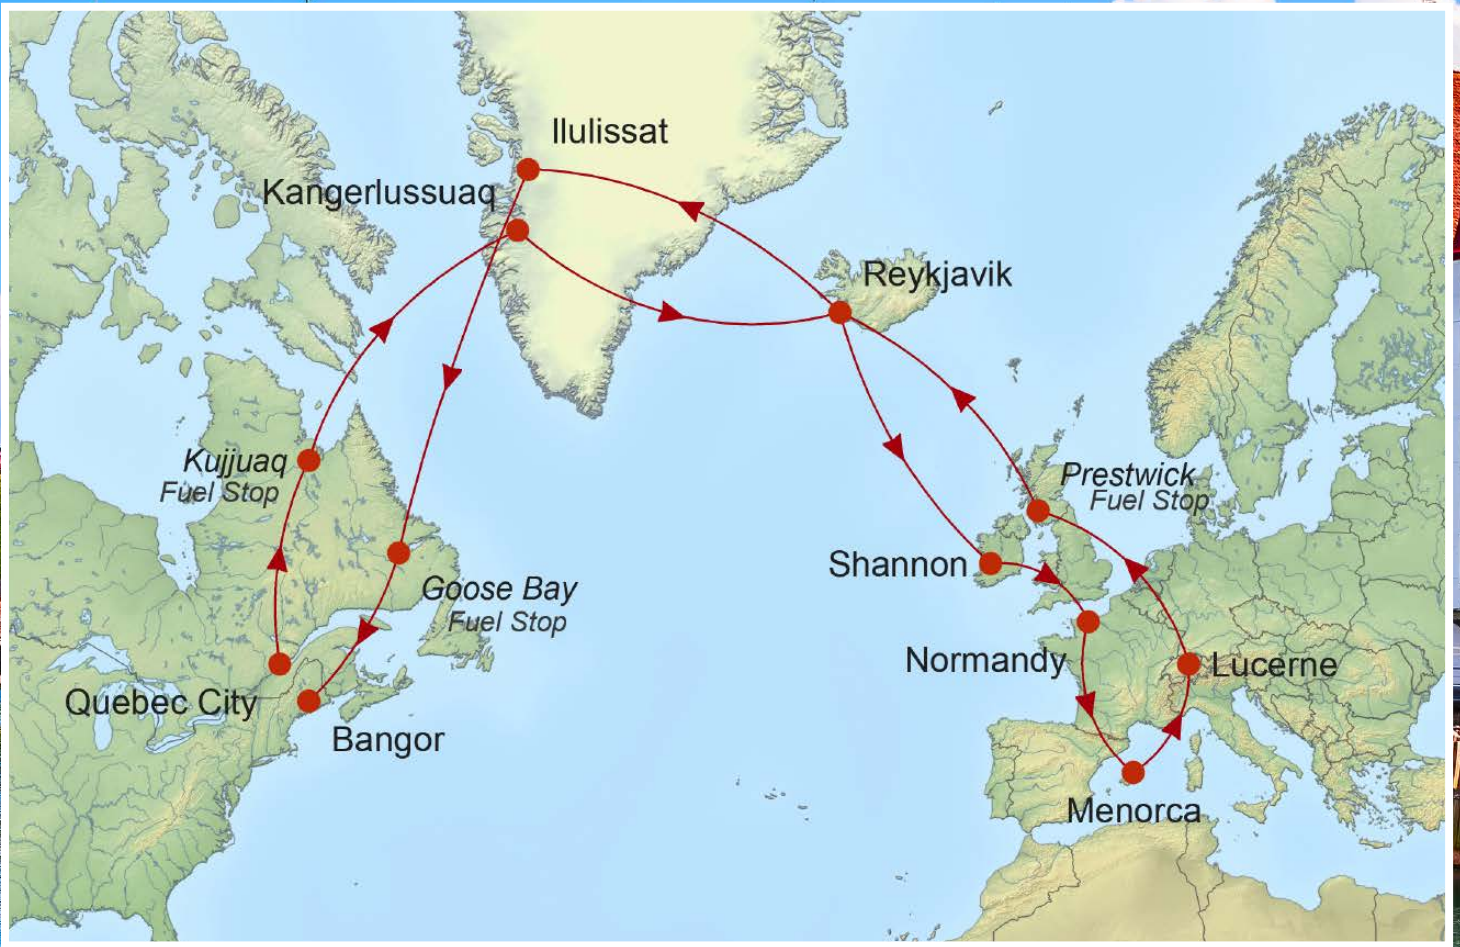 Ilulissat
Kangerlussuaq
Reykjavik
Kujjuaq
Fuel Stop
Prestwick
Fuel Stop
Shannon
Goose Bay
Fuel Stop
Normandy
Lucerne
Quebec City
Bangor
Menorca